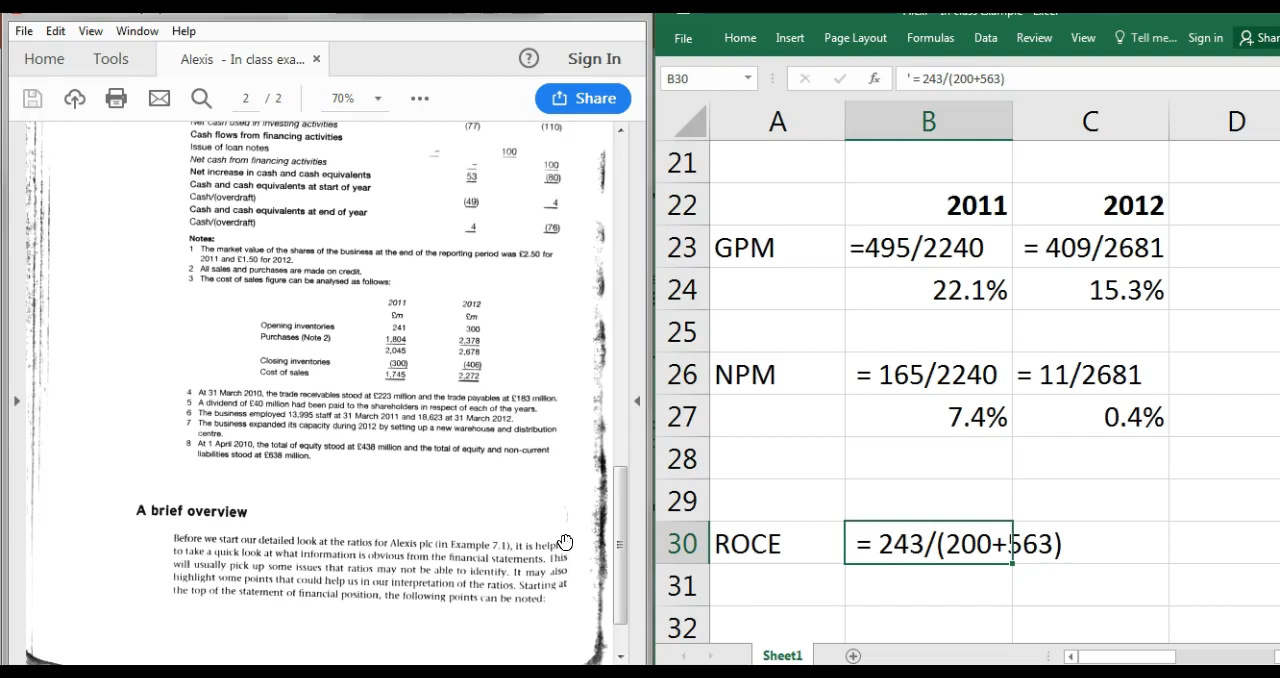 File Edit View Window Help
Home Tools Alexis - In class exa... × ? Sign In
2 / 2 70% Share
(77) (110)
Cash flows from financing activities
Issue of loan notes – 100
Net cash from financing activities – 100
Net increase in cash and cash equivalents 53 (80)
Cash and cash equivalents at start of year
Cash/(overdraft) (49) 4
Cash and cash equivalents at end of year
Cash/(overdraft) 4 (76)
Notes:
1 The market value of the shares of the business at the end of the reporting period was £2.50 for
2011 and £1.50 for 2012.
2 All sales and purchases are made on credit.
3 The cost of sales figure can be analysed as follows:
2011 2012
£m £m
Opening inventories 241 300
Purchases (Note 2) 1,804 2,378
2,045 2,678
Closing inventories (300) (406)
Cost of sales 1,745 2,272
4 At 31 March 2010, the trade receivables stood at £223 million and the trade payables at £183 million.
5 A dividend of £40 million had been paid to the shareholders in respect of each of the years.
6 The business employed 13,995 staff at 31 March 2011 and 18,623 at 31 March 2012.
7 The business expanded its capacity during 2012 by setting up a new warehouse and distribution
centre.
8 At 1 April 2010, the total of equity stood at £438 million and the total of equity and non-current
liabilities stood at £638 million.
A brief overview
Before we start our detailed look at the ratios for Alexis plc (in Example 7.1), it is
to take a quick look at what information is obvious from the financial statements. This
will usually pick up some issues that ratios may not be able to identify. It may also
highlight some points that could help us in our interpretation of the ratios. Starting at
the top of the statement of financial position, the following points can be noted:
File Home Insert Page Layout Formulas Data Review View Tell me... Sign in Shar
B30 fx ' = 243/(200+563)
A B C D
21
22 2011 2012
23 GPM =495/2240 = 409/2681
24 22.1% 15.3%
25
26 NPM = 165/2240 = 11/2681
27 7.4% 0.4%
28
29
30 ROCE = 243/(200+563)
31
32
Sheet1